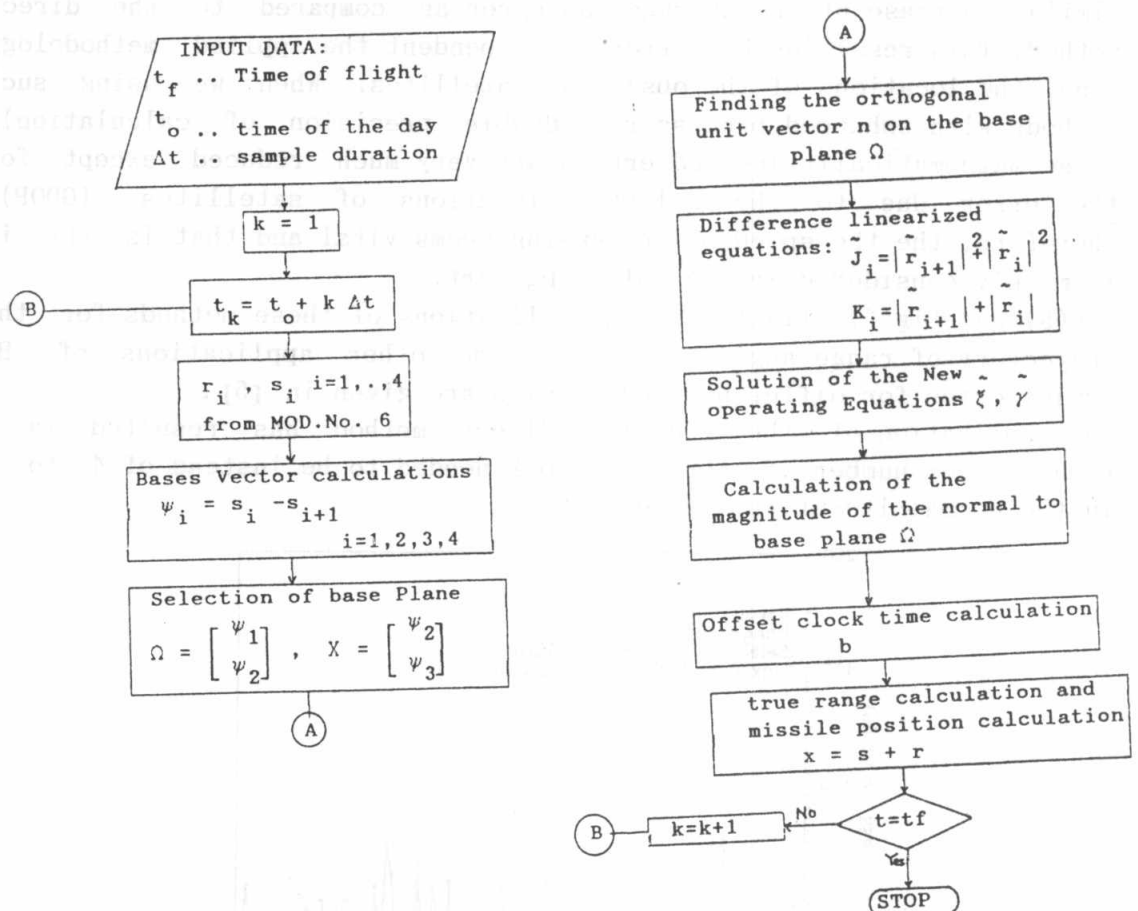 INPUT DATA:
t_f .. Time of flight
t_o ... time of the day
Δt .. sample duration
k = 1
B
t_k = t_o + k Δt
r_i , s_i i=1,.,4
from MOD.No. 6
Bases Vector calculations
ψ_i = s_i -s_{i+1}
i=1,2,3,4
Selection of base Plane
Ω = [ψ_1 ψ_2] , X = [ψ_2 ψ_3]
A
A
Finding the orthogonal
unit vector n on the base
plane Ω
Difference linearized
equations: J̃_i=|r_{i+1}|^2+|r̃_i|^2
K_i=|r_{i+1}|+|r̃_i|
Solution of the New
operating Equations ξ̃, γ̃
Calculation of the
magnitude of the normal to
base plane Ω
Offset clock time calculation
b
true range calculation and
missile position calculation
x = s + r
t=tf
No
k=k+1
B
Yes
STOP